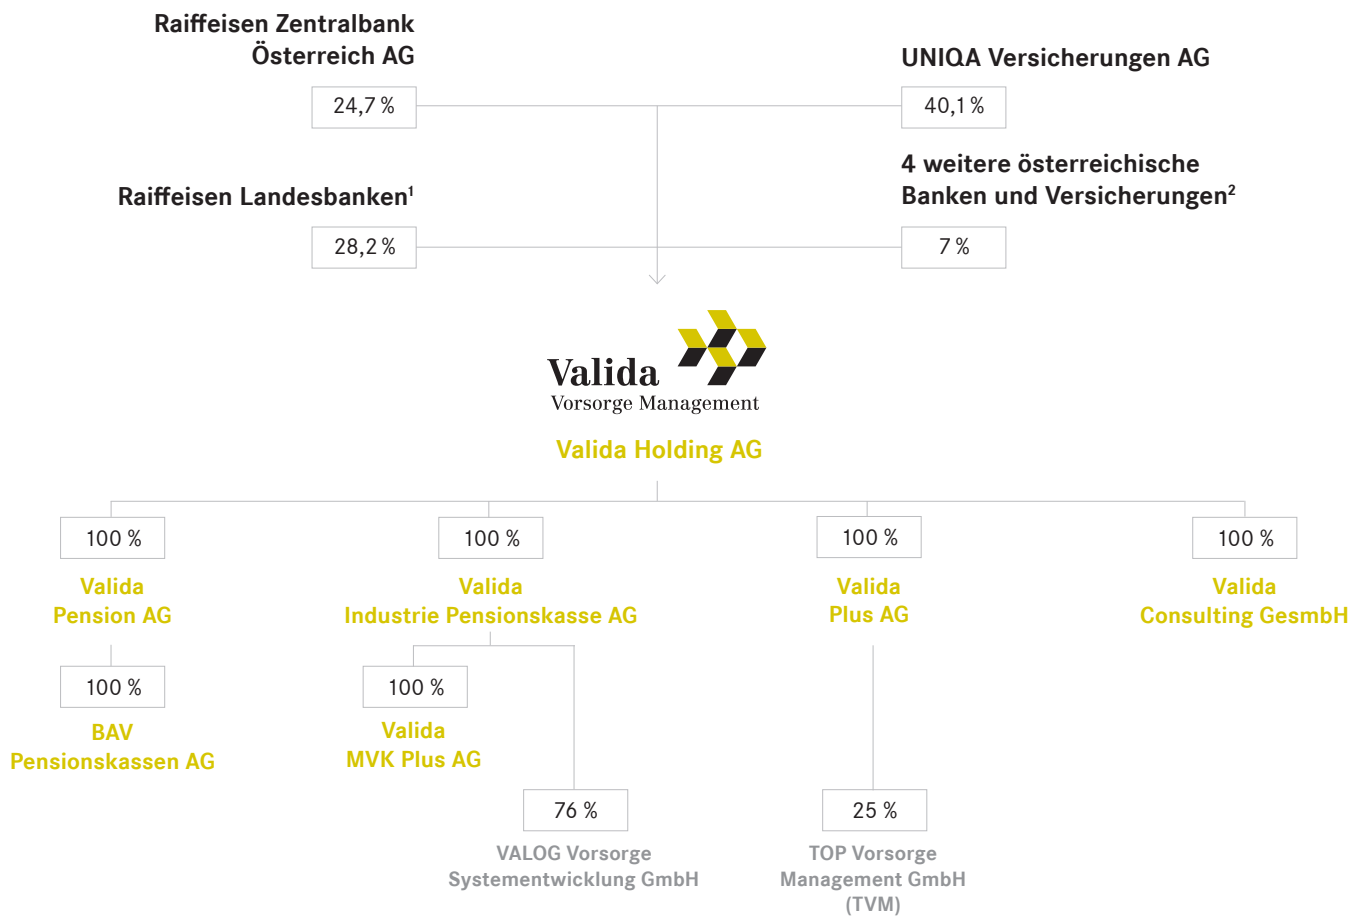 Raiffeisen Zentralbank
Österreich AG
24,7 %
UNIQA Versicherungen AG
40,1 %
Raiffeisen Landesbanken¹
28,2 %
4 weitere österreichische
Banken und Versicherungen²
7 %
Valida
Vorsorge Management
Valida Holding AG
100 %
Valida
Pension AG
100 %
Valida
Industrie Pensionskasse AG
100 %
Valida
Plus AG
100 %
Valida
Consulting GesmbH
100 %
BAV
Pensionskassen AG
100 %
Valida
MVK Plus AG
76 %
VALOG Vorsorge
Systementwicklung GmbH
25 %
TOP Vorsorge
Management GmbH
(TVM)